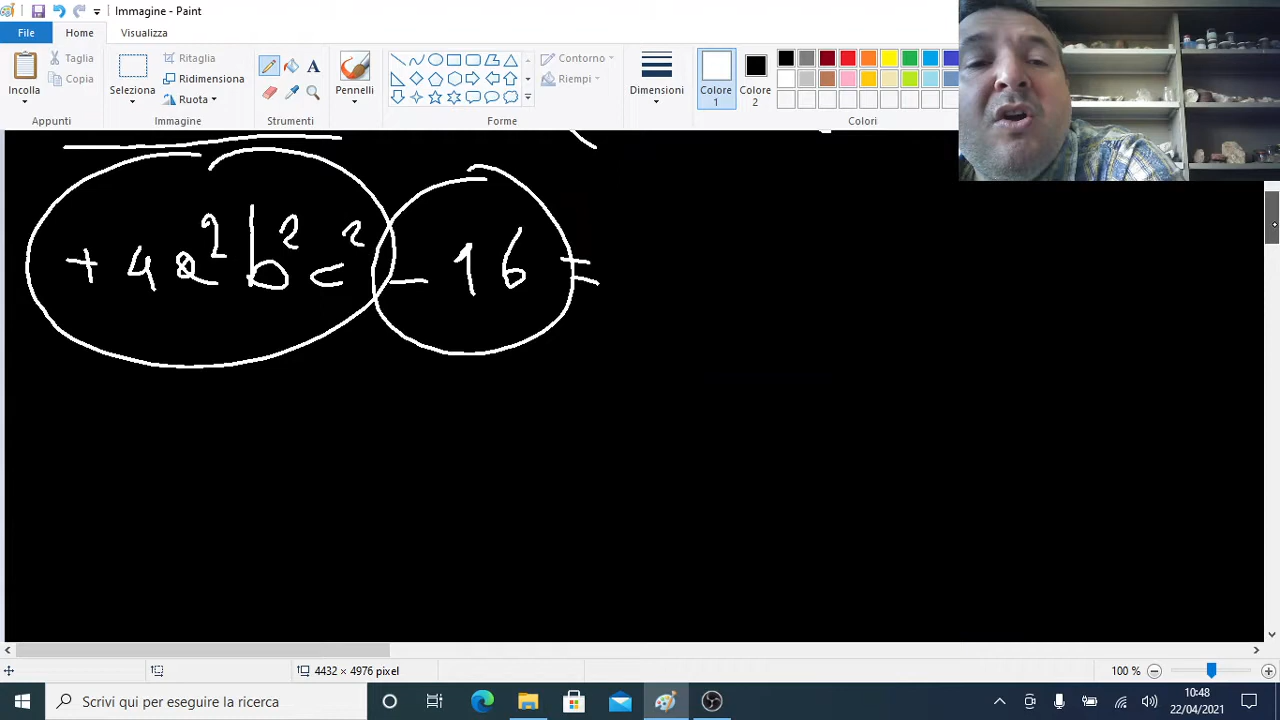 Immagine - Paint
File
Home
Visualizza
Incolla
Taglia
Copia
Appunti
Selezioni
Ritaglia
Ridimensiona
Ruota
Immagine
Strumenti
Pennelli
Contorno
Riempi
Forme
Dimensioni
Colore
1
Colore
2
Colori
+ 4a²b²c² - 16 =
4432 × 4976 pixel
100 %
Scrivi qui per eseguire la ricerca
10:48
22/04/2021